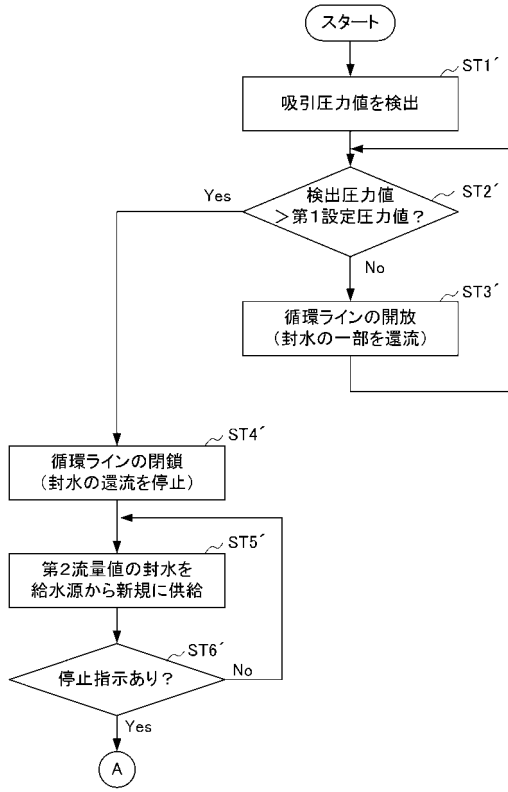 スタート
ST1´
吸引圧力値を検出
ST2´
検出圧力値
＞第1設定圧力値？
Yes
No
ST3´
循環ラインの開放
(封水の一部を還流)
ST4´
循環ラインの閉鎖
(封水の還流を停止)
ST5´
第2流量値の封水を
給水源から新規に供給
ST6´
停止指示あり？
No
Yes
A